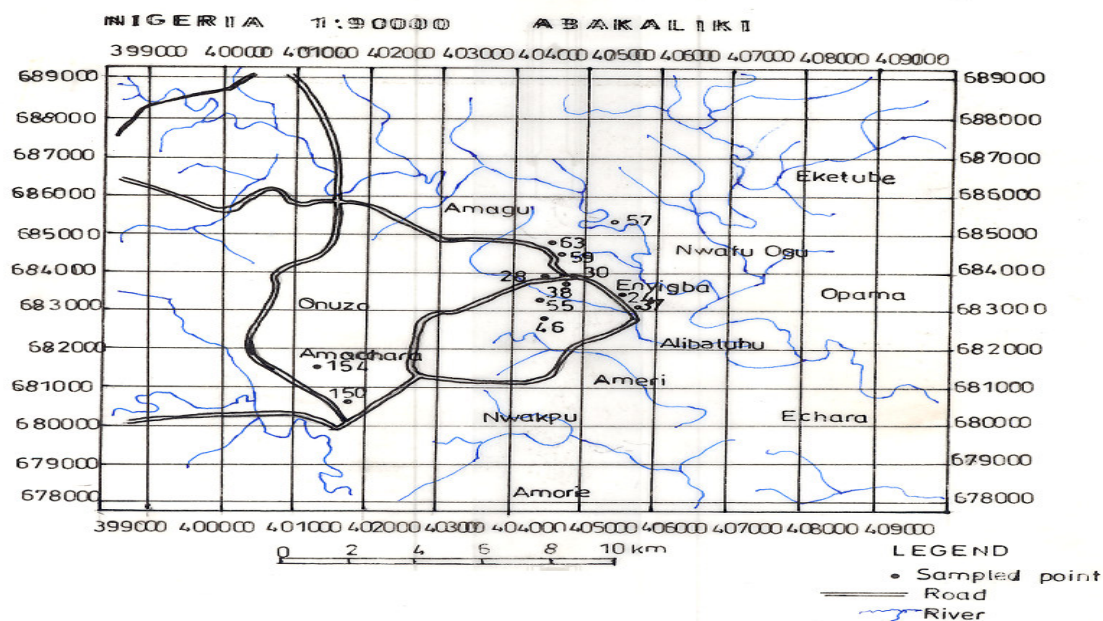 NIGERIA 1:90000 ABAKALIKI
399000 400000 401000 402000 403000 404000 405000 406000 407000 408000 409000
689000 689000
688000 688000
687000 687000
Eketube
686000 686000
Amagu
57
685000 685000
63
Nwafu Ogu
59
684000 684000
28 30
Enyigba
38 24 37
Opama
Onuzo
55
683000 683000
46
Alibaluhu
682000 682000
Amachara
154
Ameri
681000 681000
150
Nwakpu Echara
680000 680000
679000 679000
Amorie
678000 678000
399000 400000 401000 402000 403000 404000 405000 406000 407000 408000 409000
0 2 4 6 8 10 km
LEGEND
Sampled point
Road
River